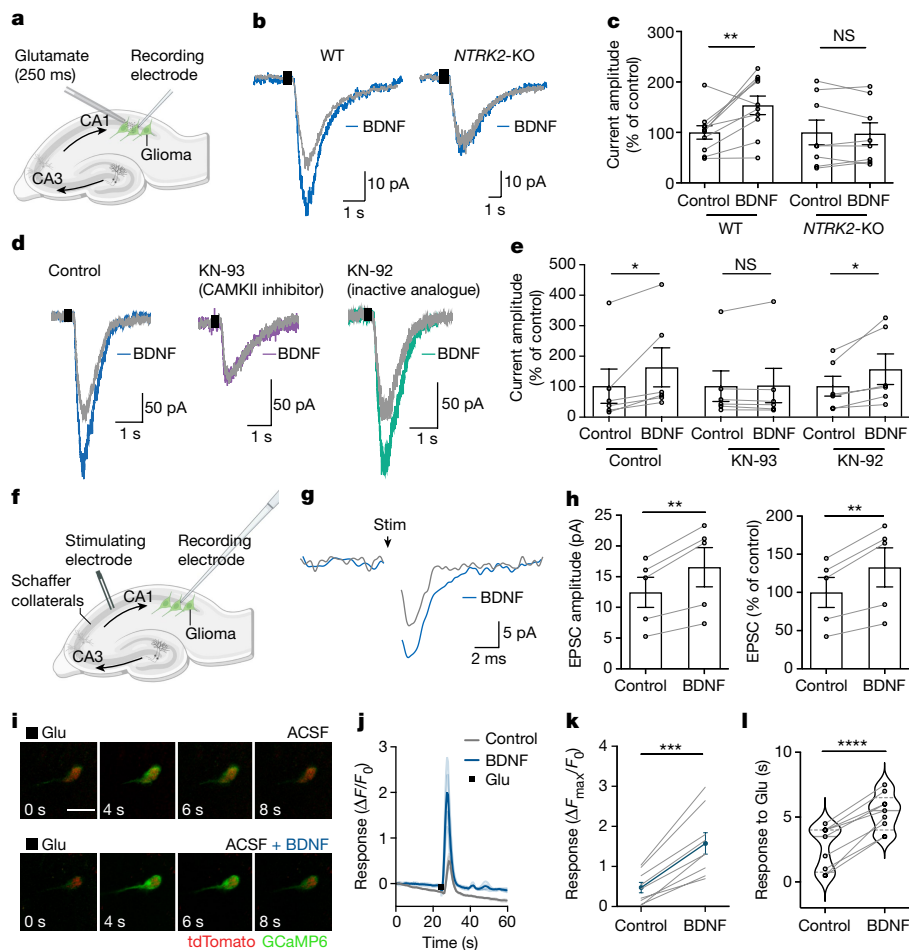 a
Glutamate
(250 ms)
Recording
electrode
CA1
CA3
Glioma
b
WT
NTRK2-KO
BDNF
BDNF
10 pA
1 s
10 pA
1 s
c
Current amplitude
(% of control)
300
200
100
0
**
NS
Control BDNF
Control BDNF
WT
NTRK2-KO
d
Control
KN-93
(CAMKII inhibitor)
KN-92
(inactive analogue)
BDNF
BDNF
BDNF
50 pA
1 s
50 pA
1 s
50 pA
1 s
e
Current amplitude
(% of control)
500
400
300
200
100
0
*
NS
*
Control BDNF
Control BDNF
Control BDNF
Control
KN-93
KN-92
f
Stimulating
electrode
Recording
electrode
Schaffer
collaterals
CA1
CA3
Glioma
g
Stim
BDNF
5 pA
2 ms
h
EPSC amplitude (pA)
25
20
15
10
5
0
**
Control BDNF
EPSC (% of control)
200
150
100
50
0
**
Control BDNF
i
Glu
ACSF
0 s
4 s
6 s
8 s
Glu
ACSF + BDNF
0 s
4 s
6 s
8 s
tdTomato GCaMP6
j
Response (ΔF/F0)
3
2
1
0
–1
Control
BDNF
Glu
0
20
40
60
Time (s)
k
Response (ΔFmax/F0)
4
3
2
1
0
***
Control BDNF
l
Response to Glu (s)
10
5
0
****
Control BDNF